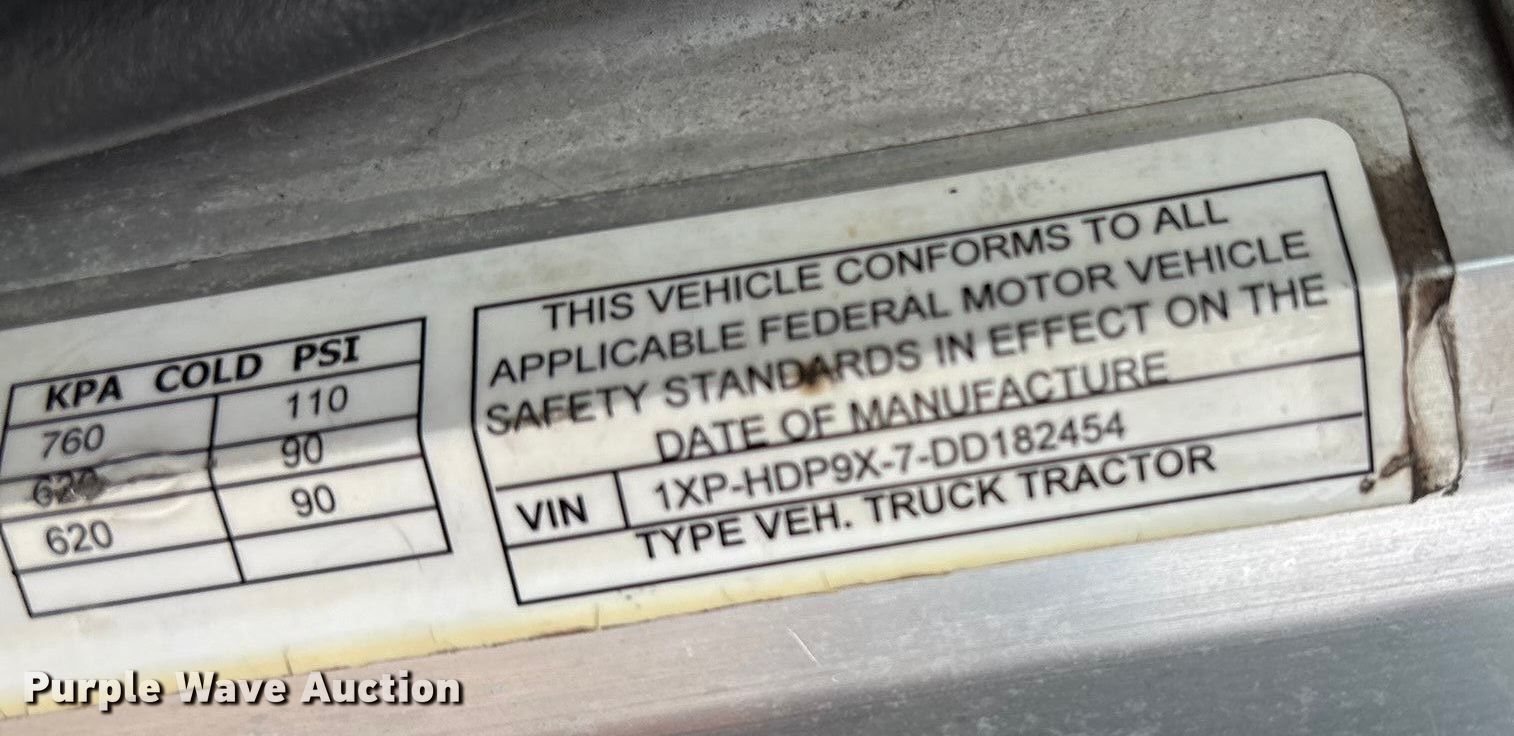 KPA COLD PSI
760 110
620 90
620 90
THIS VEHICLE CONFORMS TO ALL
APPLICABLE FEDERAL MOTOR VEHICLE
SAFETY STANDARDS IN EFFECT ON THE
DATE OF MANUFACTURE
VIN 1XP-HDP9X-7-DD182454
TYPE VEH. TRUCK TRACTOR
Purple Wave Auction